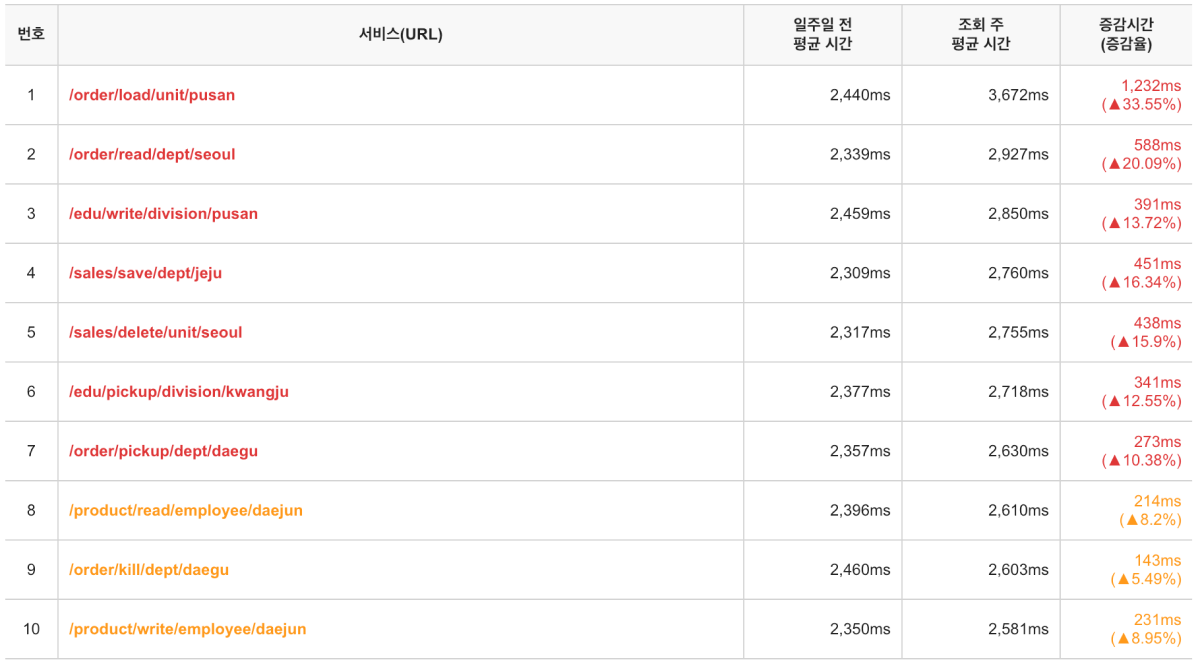 번호 서비스(URL) 일주일 전 평균 시간 조회 주 평균 시간 증감시간 (증감율)
1 /order/load/unit/pusan 2,440ms 3,672ms 1,232ms (▲33.55%)
2 /order/read/dept/seoul 2,339ms 2,927ms 588ms (▲20.09%)
3 /edu/write/division/pusan 2,459ms 2,850ms 391ms (▲13.72%)
4 /sales/save/dept/jeju 2,309ms 2,760ms 451ms (▲16.34%)
5 /sales/delete/unit/seoul 2,317ms 2,755ms 438ms (▲15.9%)
6 /edu/pickup/division/kwangju 2,377ms 2,718ms 341ms (▲12.55%)
7 /order/pickup/dept/daegu 2,357ms 2,630ms 273ms (▲10.38%)
8 /product/read/employee/daejun 2,396ms 2,610ms 214ms (▲8.2%)
9 /order/kill/dept/daegu 2,460ms 2,603ms 143ms (▲5.49%)
10 /product/write/employee/daejun 2,350ms 2,581ms 231ms (▲8.95%)